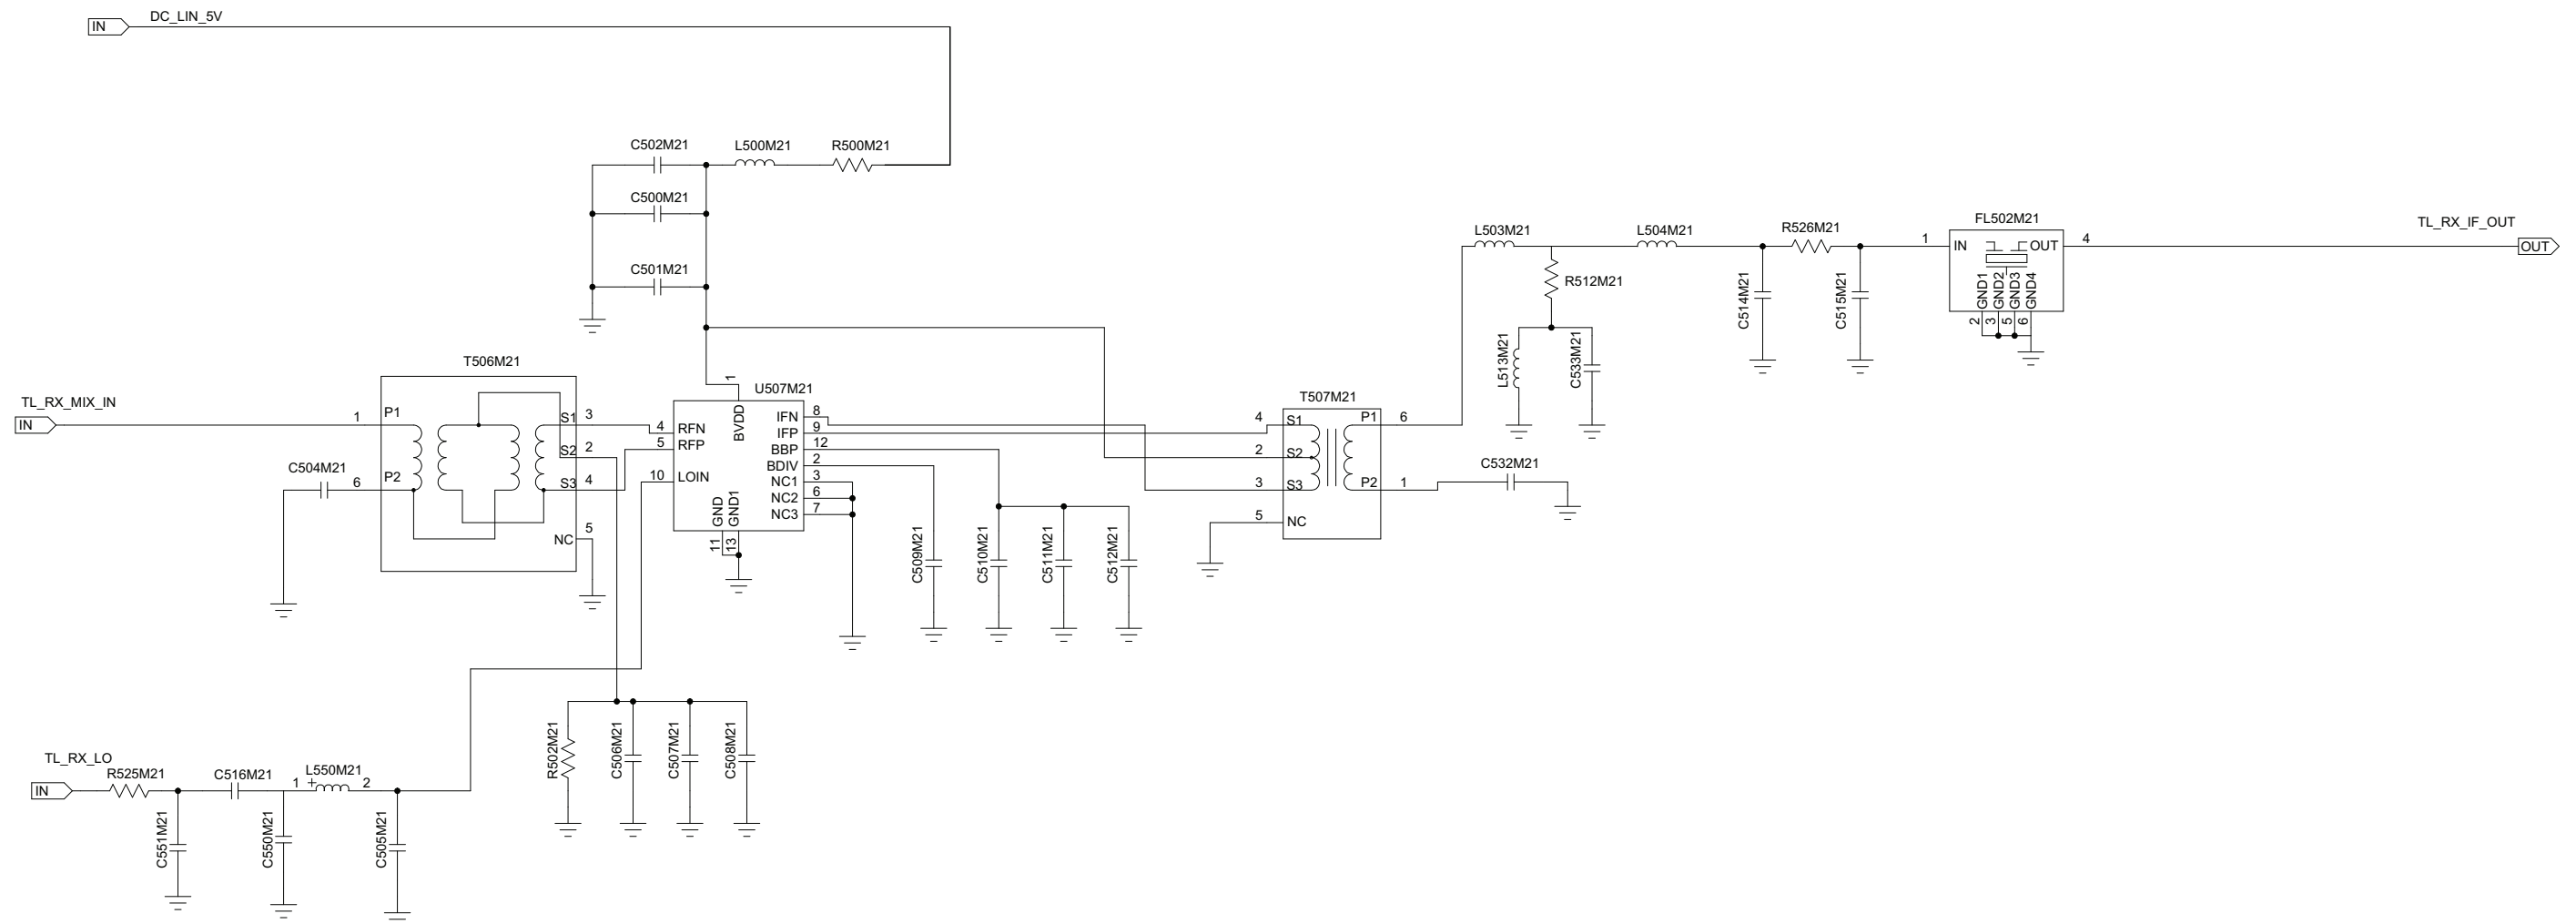 DC_LIN_5V
IN
C502M21
L500M21
R500M21
C500M21
C501M21
L503M21
L504M21
R526M21
FL502M21
TL_RX_IF_OUT
1
IN
OUT
4
OUT
R512M21
C514M21
C515M21
GND1
GND2
GND3
GND4
2
3
5
6
L513M21
C533M21
T506M21
1
U507M21
BVDD
T507M21
TL_RX_MIX_IN
IN
1
P1
S1
3
S2
2
C504M21
6
P2
S3
4
NC
5
4
RFN
5
RFP
10
LOIN
IFN
8
IFP
9
BBP
12
BDIV
2
NC1
3
NC2
6
NC3
7
GND
GND1
11
13
4
S1
P1
6
2
S2
3
S3
P2
1
5
NC
C532M21
C509M21
C510M21
C511M21
C512M21
R502M21
C506M21
C507M21
C508M21
TL_RX_LO
IN
R525M21
C516M21
L550M21
1
+
2
C551M21
C550M21
C505M21